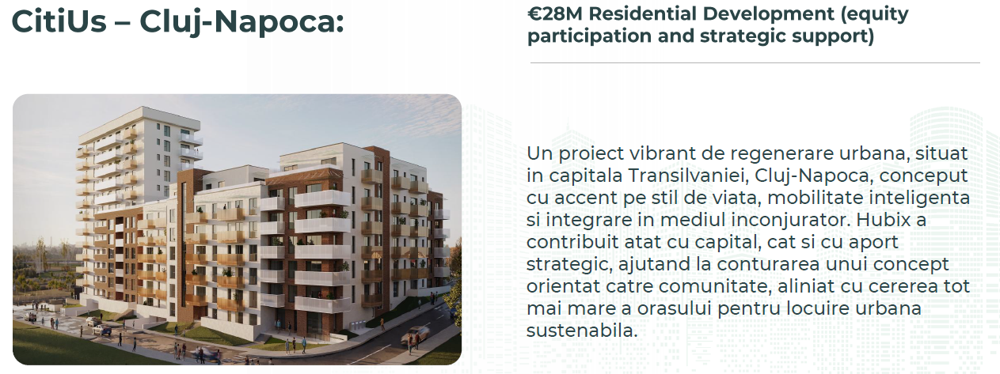 CitiUs – Cluj-Napoca:
€28M Residential Development (equity
participation and strategic support)
Un proiect vibrant de regenerare urbana, situat
in capitala Transilvaniei, Cluj-Napoca, conceput
cu accent pe stil de viata, mobilitate inteligenta
si integrare in mediul inconjurator. Hubix a
contribuit atat cu capital, cat si cu aport
strategic, ajutand la conturarea unui concept
orientat catre comunitate, aliniat cu cererea tot
mai mare a orasului pentru locuire urbana
sustenabila.